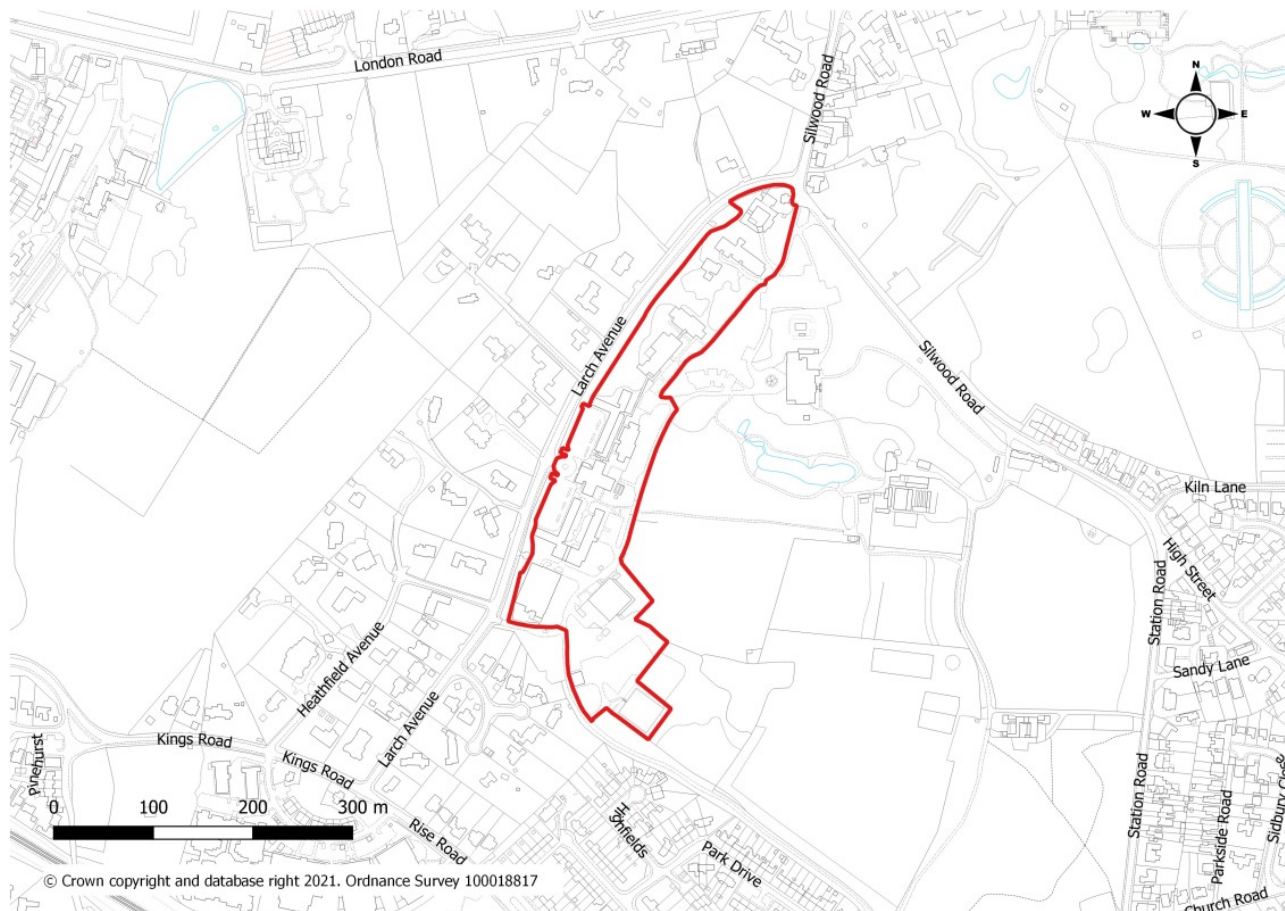 London Road
Silwood Road
N
W
E
S
Larch Avenue
Silwood Road
Kiln Lane
High Street
Station Road
Sandy Lane
Heathfield Avenue
Larch Avenue
Kings Road
Kings Road
Pinehurst
0 100 200 300 m
Rise Road
Highfields
Park Drive
Station Road
Parkside Road
Sidbury Close
Church Road
© Crown copyright and database right 2021. Ordnance Survey 100018817